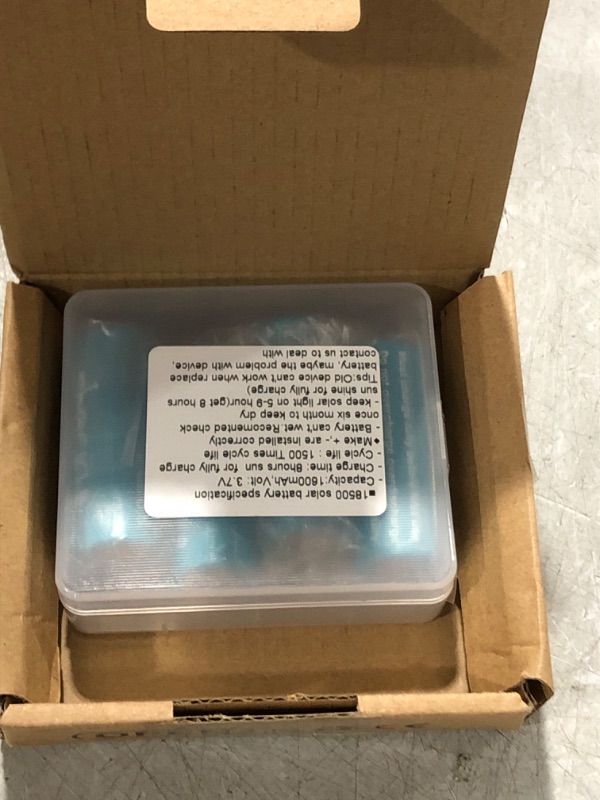 ■18500 solar battery specification
- Capacity:1600mAh,Volt: 3.7V
- Charge time: 8hours sun for fully charge
- Cycle life : 1500 Times cycle life
♦ Make +,- are installed correctly
- Battery can't wet. Recomented check
once six month to keep dry
- keep solar light on 5-9 hour(get 8 hours
sun shine for fully charge)
Tips:Old device can't work when replace
battery, maybe the problem with device,
contact us to deal with